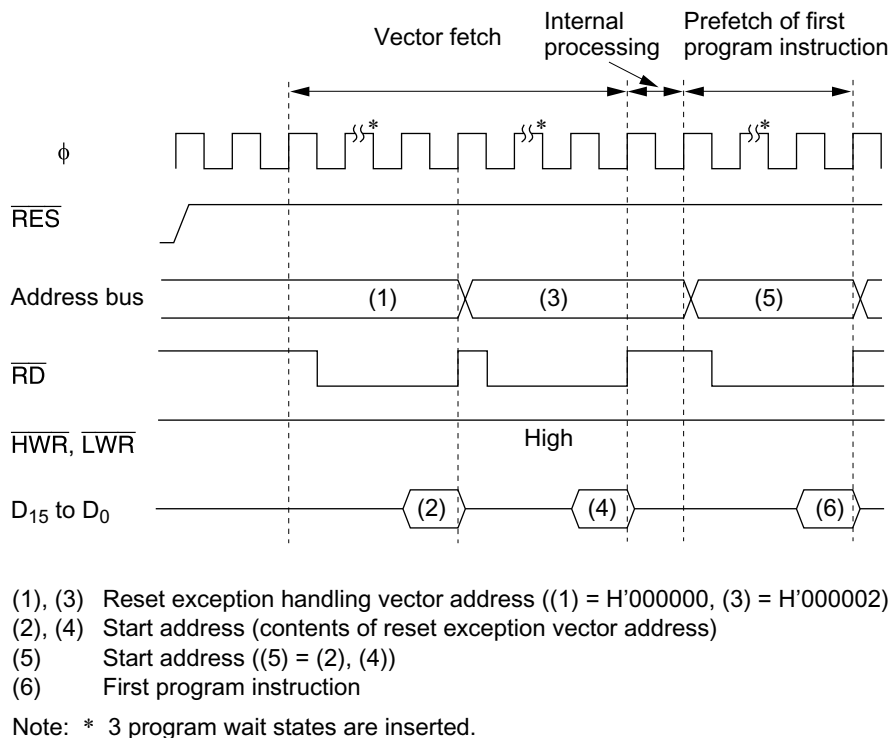 Vector fetch
Internal
processing
Prefetch of first
program instruction
* * *
ϕ
RES
Address bus (1) (3) (5)
RD
HWR, LWR High
D15 to D0 (2) (4) (6)
(1), (3) Reset exception handling vector address ((1) = H'000000, (3) = H'000002)
(2), (4) Start address (contents of reset exception vector address)
(5) Start address ((5) = (2), (4))
(6) First program instruction
Note: * 3 program wait states are inserted.